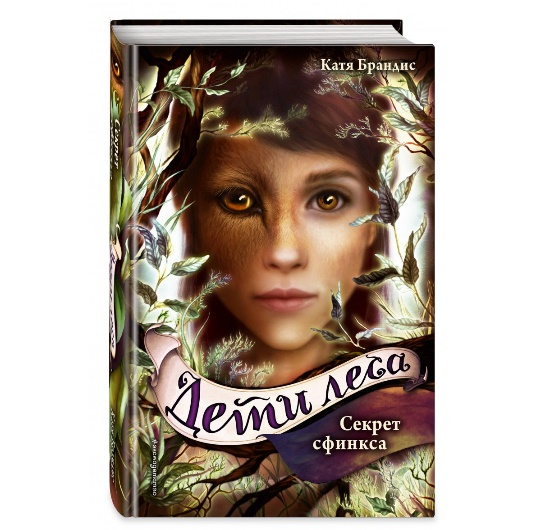 Катя Брандис
Дети леса
Секрет
сфинкса